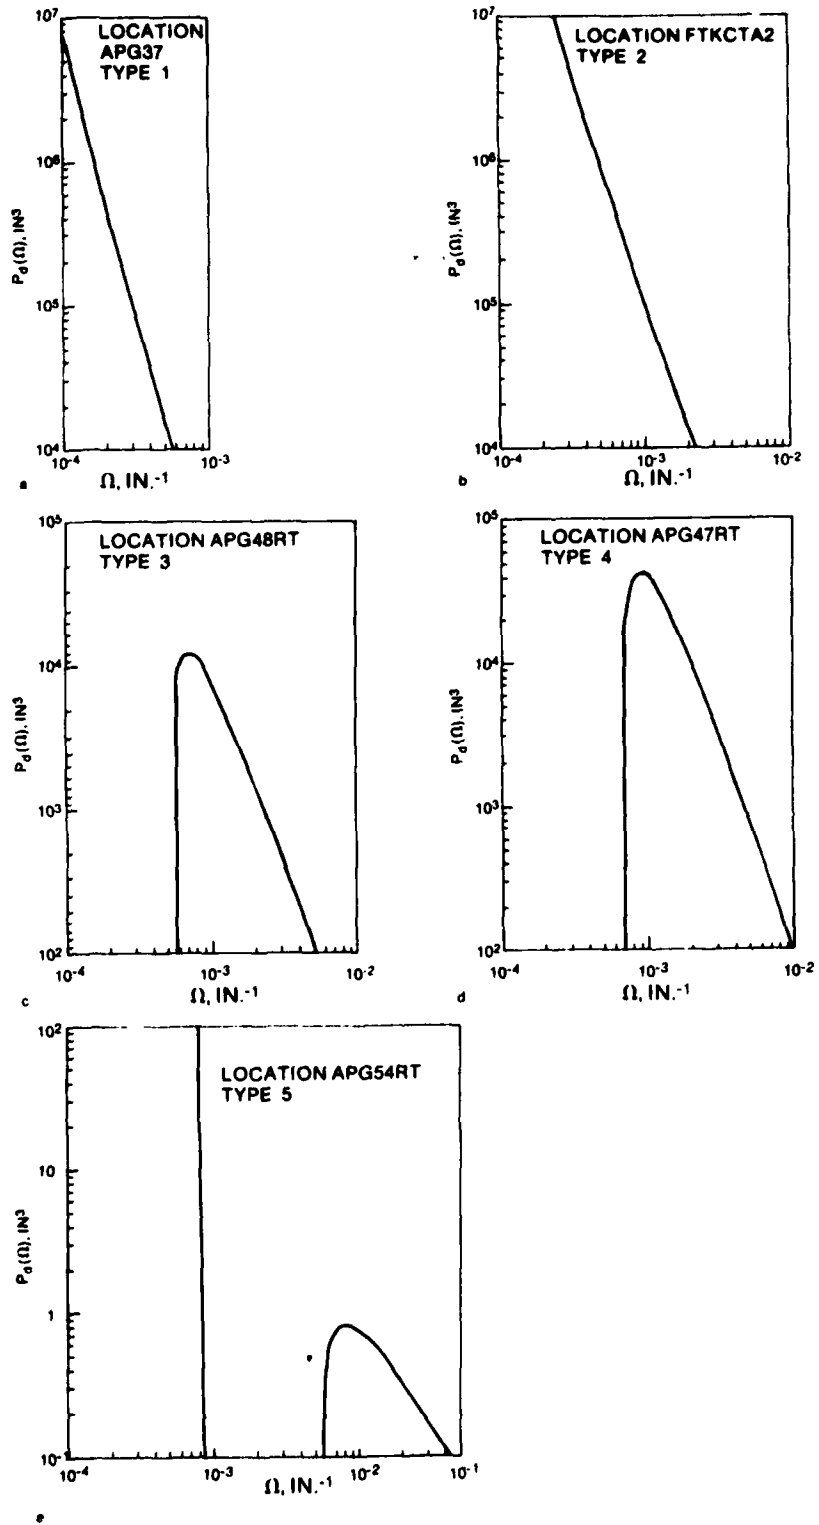 LOCATION
APG37
TYPE 1
10⁷
10⁶
10⁵
10⁴
P_d(Ω), IN³
10⁻⁴ 10⁻³
Ω, IN.⁻¹
a
LOCATION FTKCTA2
TYPE 2
10⁷
10⁶
10⁵
10⁴
P_d(Ω), IN³
10⁻⁴ 10⁻³ 10⁻²
Ω, IN.⁻¹
b
LOCATION APG48RT
TYPE 3
10⁵
10⁴
10³
10²
P_d(Ω), IN³
10⁻⁴ 10⁻³ 10⁻²
Ω, IN.⁻¹
c
LOCATION APG47RT
TYPE 4
10⁵
10⁴
10³
10²
P_d(Ω), IN³
10⁻⁴ 10⁻³ 10⁻²
Ω, IN.⁻¹
d
LOCATION APG54RT
TYPE 5
10²
10
1
10⁻¹
P_d(Ω), IN³
10⁻⁴ 10⁻³ 10⁻² 10⁻¹
Ω, IN.⁻¹
e